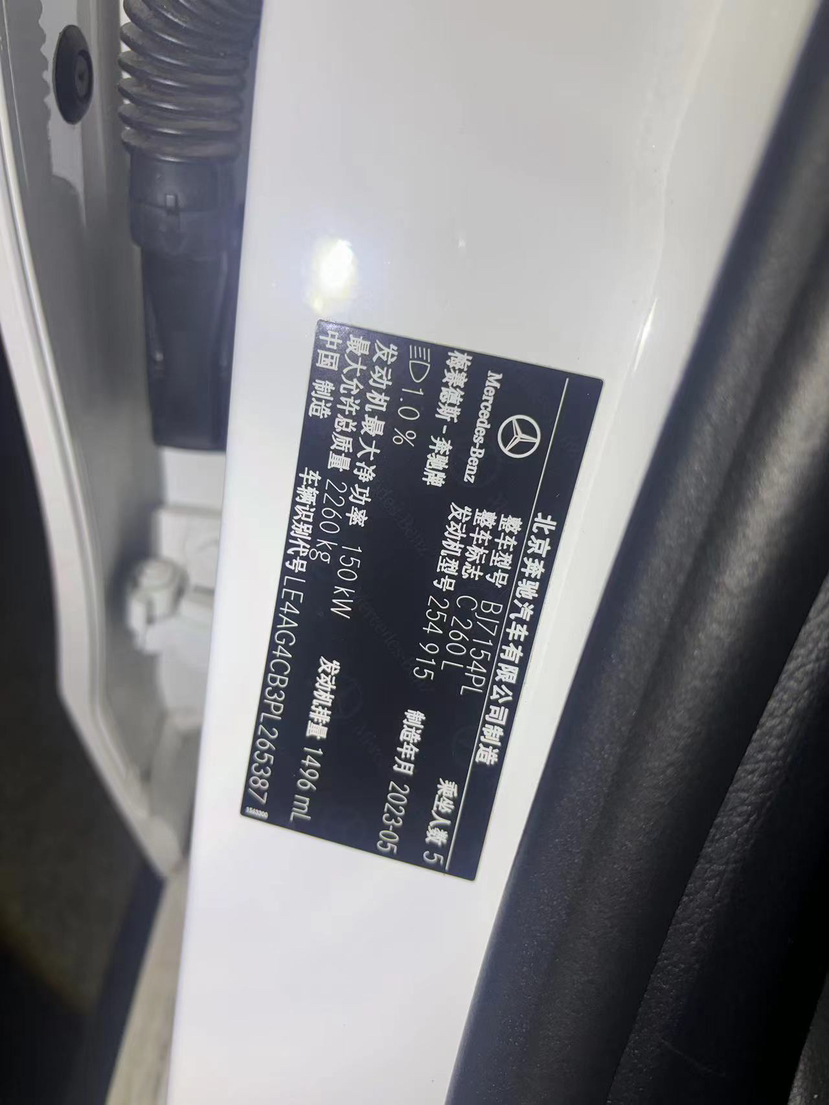 北京奔驰汽车有限公司制造
Mercedes-Benz
梅赛德斯-奔驰牌
整车型号 BJ7154PL
整车标志 C 260 L
乘坐人数 5
1.0 %
发动机型号 254 915
制造年月 2023-05
发动机最大净功率 150 kW
发动机排量 1496 mL
最大允许总质量 2260 kg
中国 制造
车辆识别代号 LE4AG4CB3PL265387